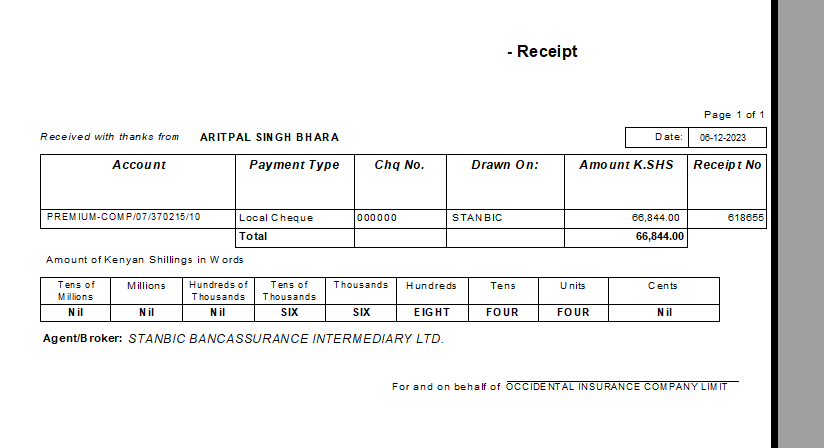 - Receipt
Page 1 of 1
Received with thanks from ARITPAL SINGH BHARA Date: 06-12-2023
Account Payment Type Chq No. Drawn On: Amount K.SHS Receipt No
PREMIUM-COMP/07/370215/10 Local Cheque 000000 STANBIC 66,844.00 618655
Total 66,844.00
Amount of Kenyan Shillings in Words
Tens of Millions Millions Hundreds of Thousands Tens of Thousands Thousands Hundreds Tens Units Cents
Nil Nil Nil SIX SIX EIGHT FOUR FOUR Nil
Agent/Broker: STANBIC BANCASSURANCE INTERMEDIARY LTD.
For and on behalf of OCCIDENTAL INSURANCE COMPANY LIMIT